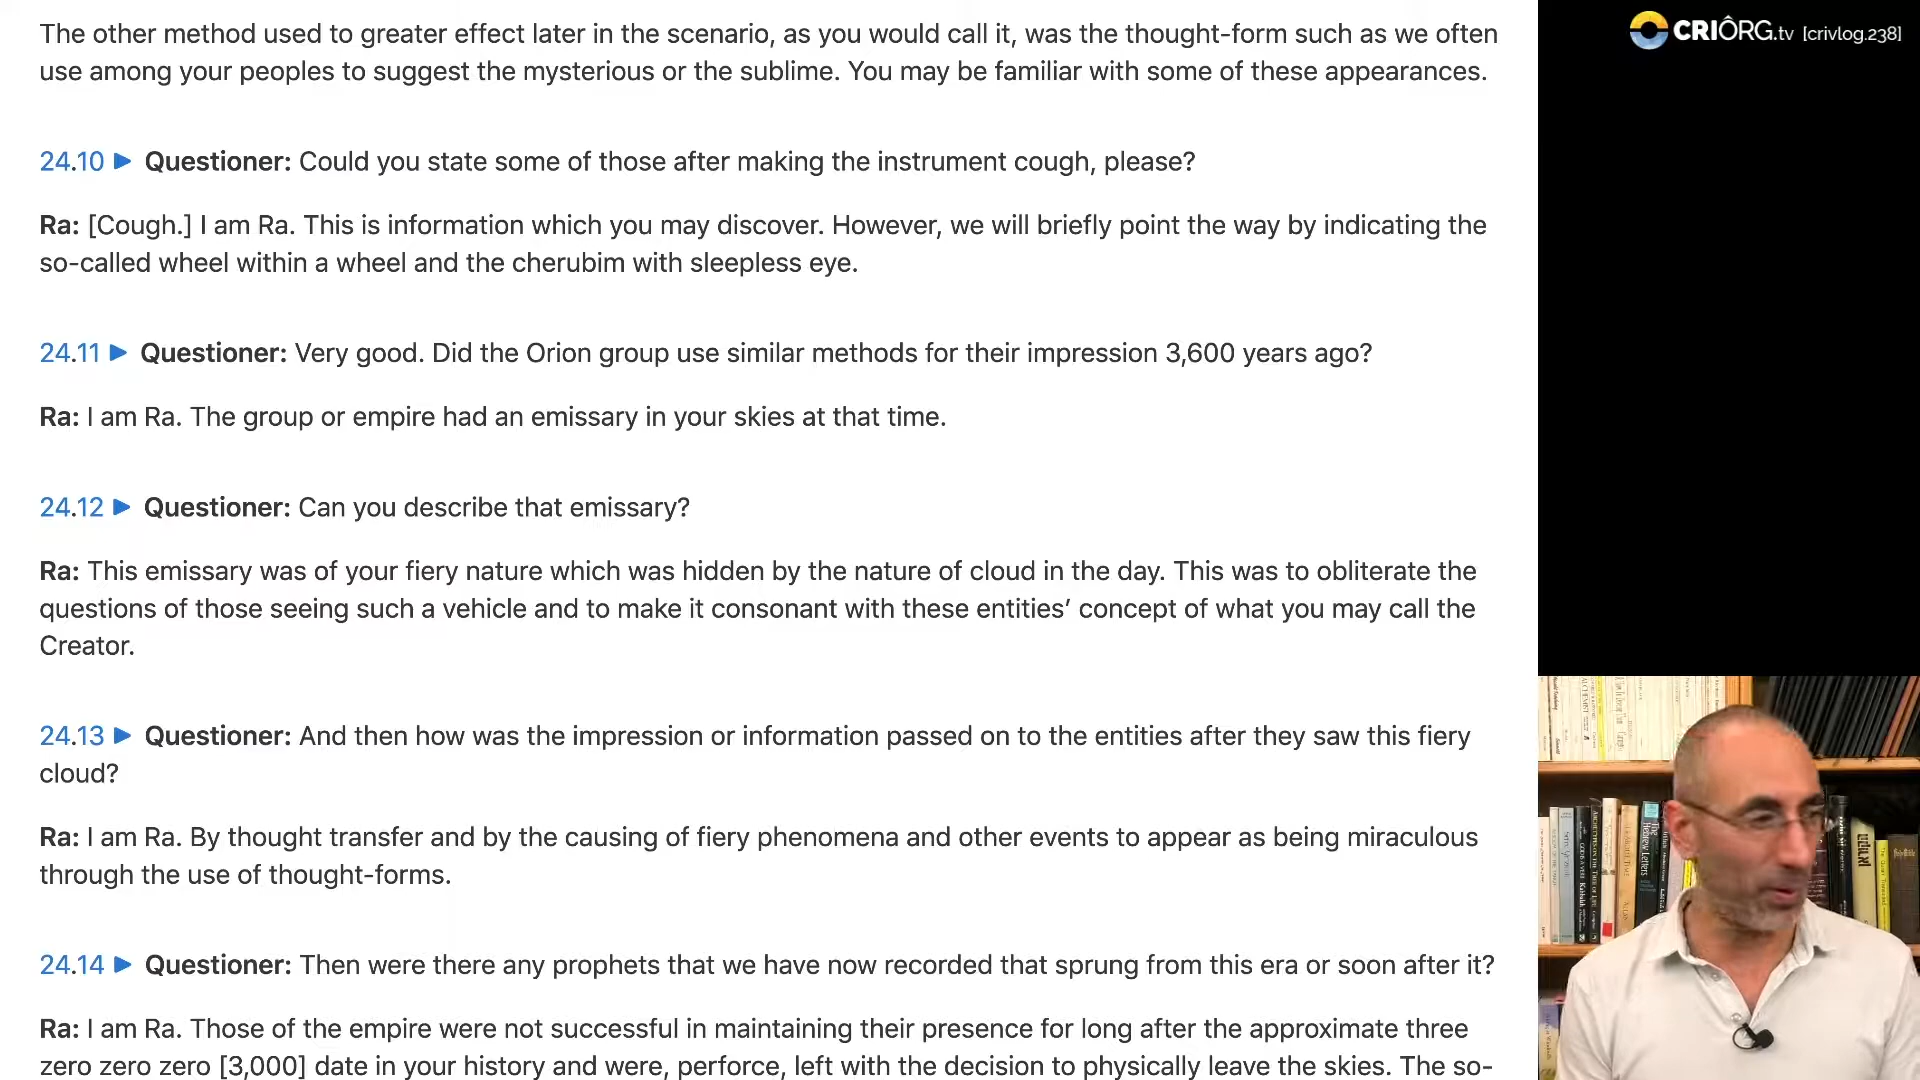 The other method used to greater effect later in the scenario, as you would call it, was the thought-form such as we often
use among your peoples to suggest the mysterious or the sublime. You may be familiar with some of these appearances.
24.10 ▶ Questioner: Could you state some of those after making the instrument cough, please?
Ra: [Cough.] I am Ra. This is information which you may discover. However, we will briefly point the way by indicating the
so-called wheel within a wheel and the cherubim with sleepless eye.
24.11 ▶ Questioner: Very good. Did the Orion group use similar methods for their impression 3,600 years ago?
Ra: I am Ra. The group or empire had an emissary in your skies at that time.
24.12 ▶ Questioner: Can you describe that emissary?
Ra: This emissary was of your fiery nature which was hidden by the nature of cloud in the day. This was to obliterate the
questions of those seeing such a vehicle and to make it consonant with these entities’ concept of what you may call the
Creator.
24.13 ▶ Questioner: And then how was the impression or information passed on to the entities after they saw this fiery
cloud?
Ra: I am Ra. By thought transfer and by the causing of fiery phenomena and other events to appear as being miraculous
through the use of thought-forms.
24.14 ▶ Questioner: Then were there any prophets that we have now recorded that sprung from this era or soon after it?
Ra: I am Ra. Those of the empire were not successful in maintaining their presence for long after the approximate three
zero zero zero [3,000] date in your history and were, perforce, left with the decision to physically leave the skies. The so-
CRIÔRG.tv [crivlog.238]
The Hebrew Letters